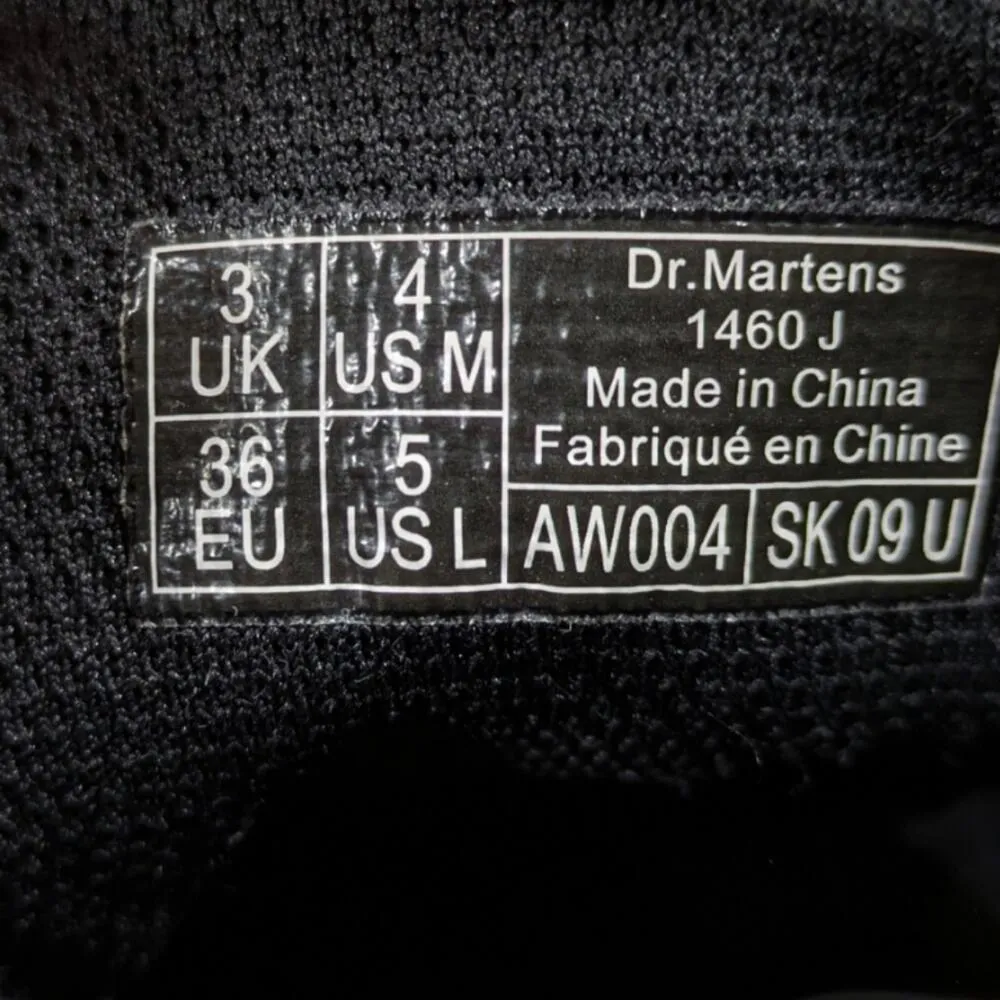 3
UK
4
US M
36
EU
5
US L
Dr.Martens
1460 J
Made in China
Fabriqué en Chine
AW004
SK 09 U